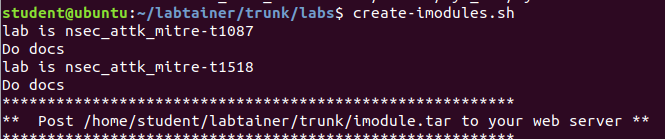 student@ubuntu:~/labtainer/trunk/labs$ create-imodules.sh
lab is nsec_attk_mitre-t1087
Do docs
lab is nsec_attk_mitre-t1518
Do docs
*************************************************************
**  Post /home/student/labtainer/trunk/imodule.tar to your web server **
*************************************************************